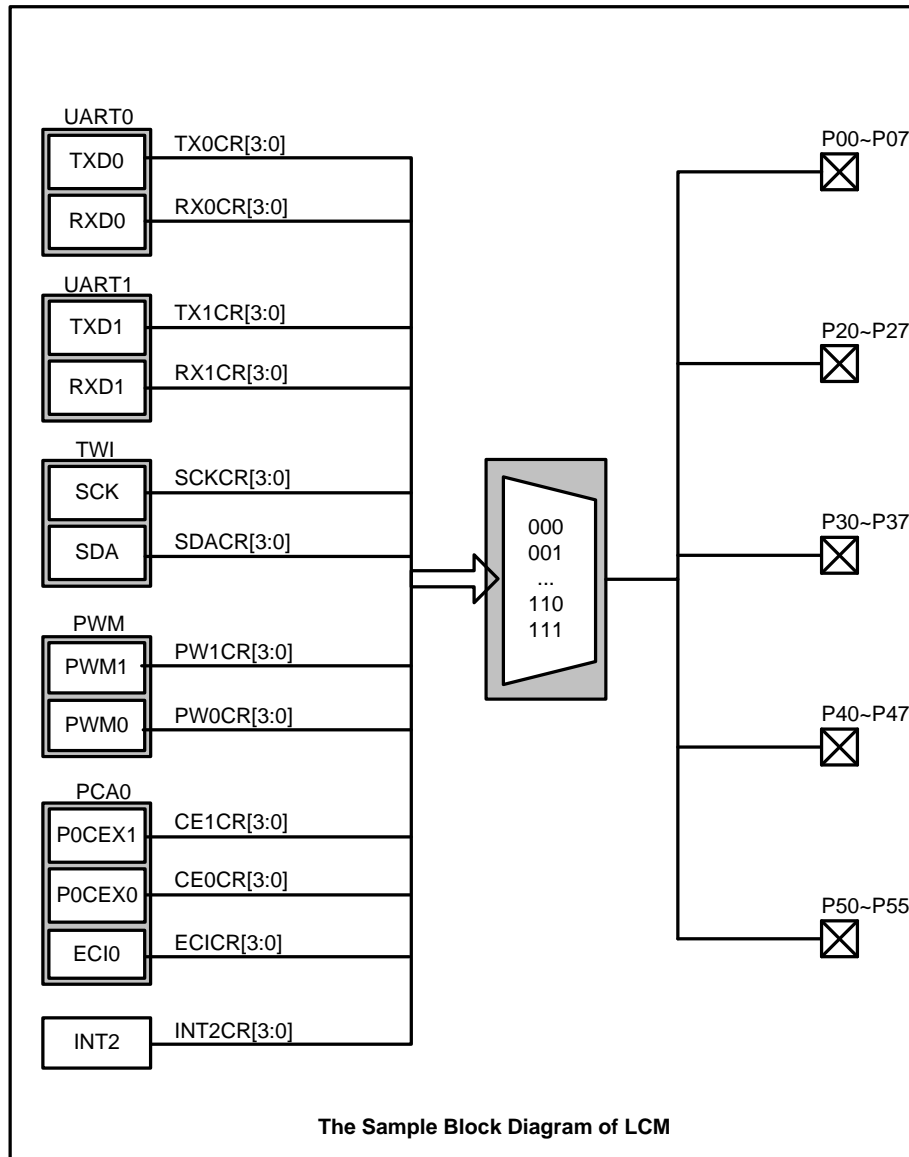 UART0
TXD0
TX0CR[3:0]
RXD0
RX0CR[3:0]
UART1
TXD1
TX1CR[3:0]
RXD1
RX1CR[3:0]
TWI
SCK
SCKCR[3:0]
SDA
SDACR[3:0]
PWM
PWM1
PW1CR[3:0]
PWM0
PW0CR[3:0]
PCA0
P0CEX1
CE1CR[3:0]
P0CEX0
CE0CR[3:0]
ECI0
ECICR[3:0]
INT2
INT2CR[3:0]
000
001
...
110
111
P00~P07
P20~P27
P30~P37
P40~P47
P50~P55
The Sample Block Diagram of LCM